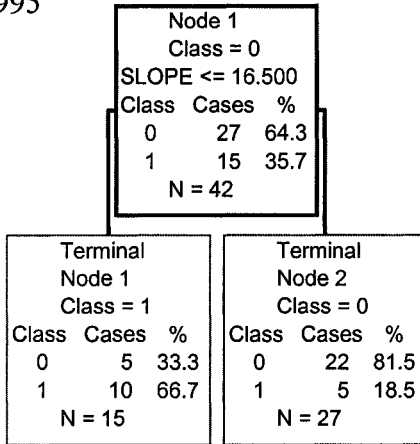 Node 1
Class = 0
SLOPE <= 16.500
Class Cases %
0 27 64.3
1 15 35.7
N = 42
Terminal
Node 1
Class = 1
Class Cases %
0 5 33.3
1 10 66.7
N = 15
Terminal
Node 2
Class = 0
Class Cases %
0 22 81.5
1 5 18.5
N = 27